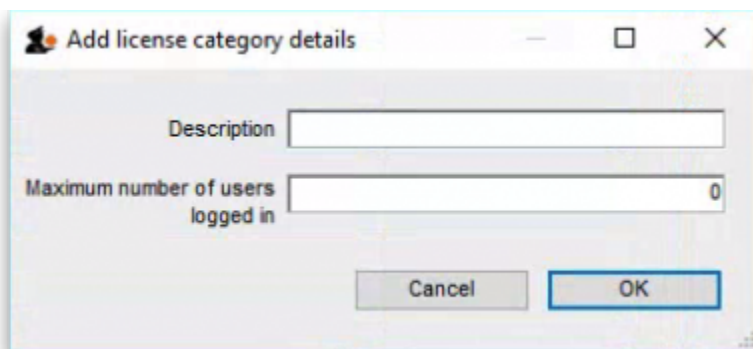 Add license category details
Description
Maximum number of users
logged in
0
Cancel
OK